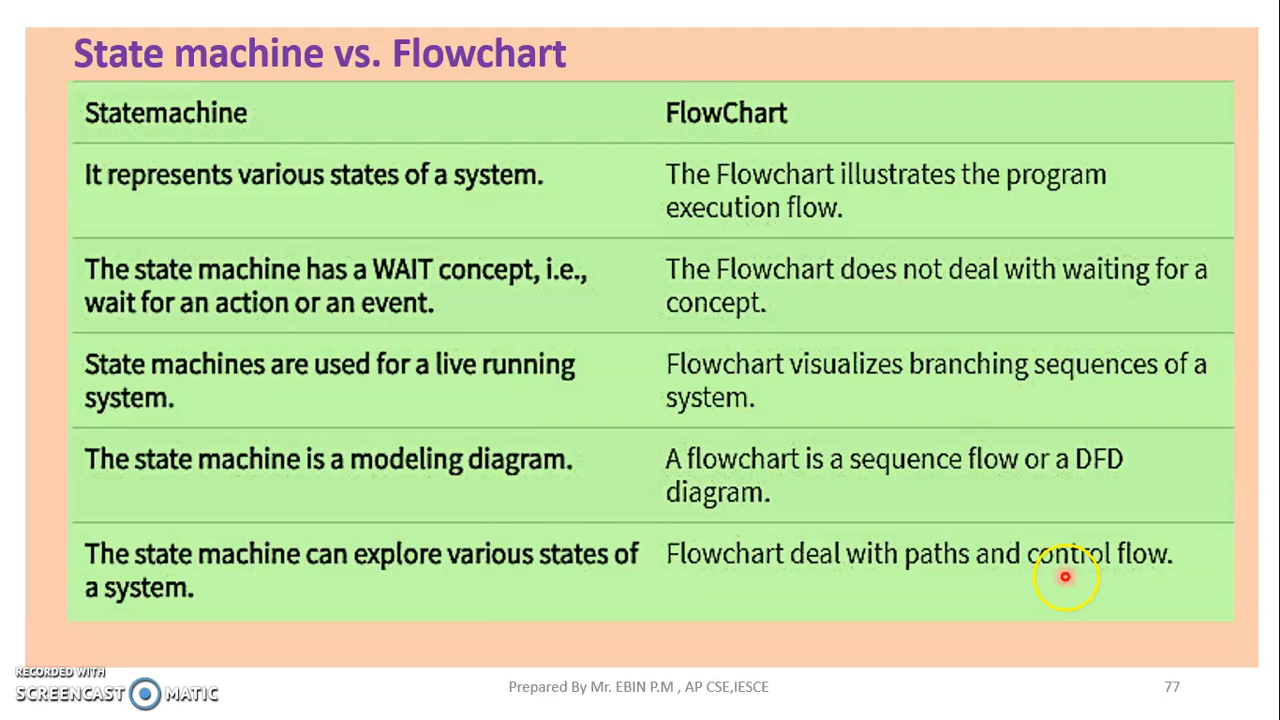 State machine vs. Flowchart
Statemachine
FlowChart
It represents various states of a system.
The Flowchart illustrates the program
execution flow.
The state machine has a WAIT concept, i.e.,
wait for an action or an event.
The Flowchart does not deal with waiting for a
concept.
State machines are used for a live running
system.
Flowchart visualizes branching sequences of a
system.
The state machine is a modeling diagram.
A flowchart is a sequence flow or a DFD
diagram.
The state machine can explore various states of
a system.
Flowchart deal with paths and control flow.
RECORDED WITH
SCREENCAST MATIC
Prepared By Mr. EBIN P.M , AP CSE,IESCE
77